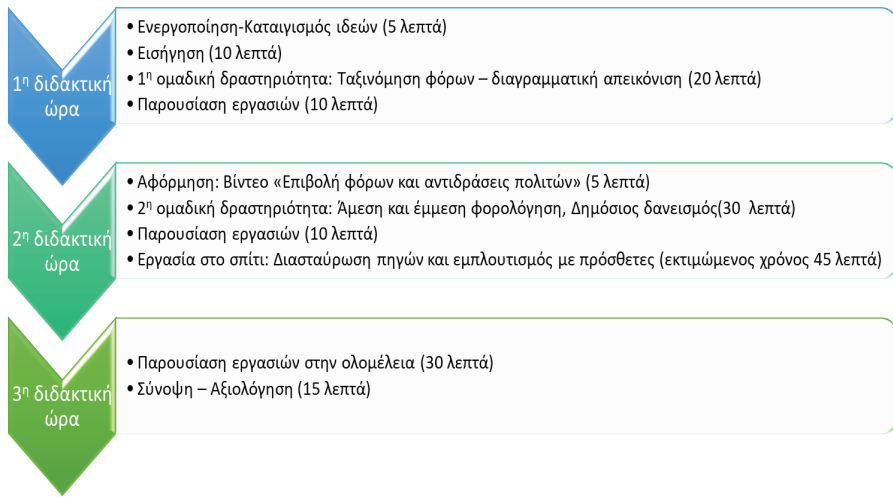 1η διδακτική
ώρα
• Ενεργοποίηση-Καταιγισμός ιδεών (5 λεπτά)
• Εισήγηση (10 λεπτά)
• 1η ομαδική δραστηριότητα: Ταξινόμηση φόρων – διαγραμματική απεικόνιση (20 λεπτά)
• Παρουσίαση εργασιών (10 λεπτά)
2η διδακτική
ώρα
• Αφόρμηση: Βίντεο «Επιβολή φόρων και αντιδράσεις πολιτών» (5 λεπτά)
• 2η ομαδική δραστηριότητα: Άμεση και έμμεση φορολόγηση, Δημόσιος δανεισμός(30 λεπτά)
• Παρουσίαση εργασιών (10 λεπτά)
• Εργασία στο σπίτι: Διασταύρωση πηγών και εμπλουτισμός με πρόσθετες (εκτιμώμενος χρόνος 45 λεπτά)
3η διδακτική
ώρα
• Παρουσίαση εργασιών στην ολομέλεια (30 λεπτά)
• Σύνοψη – Αξιολόγηση (15 λεπτά)